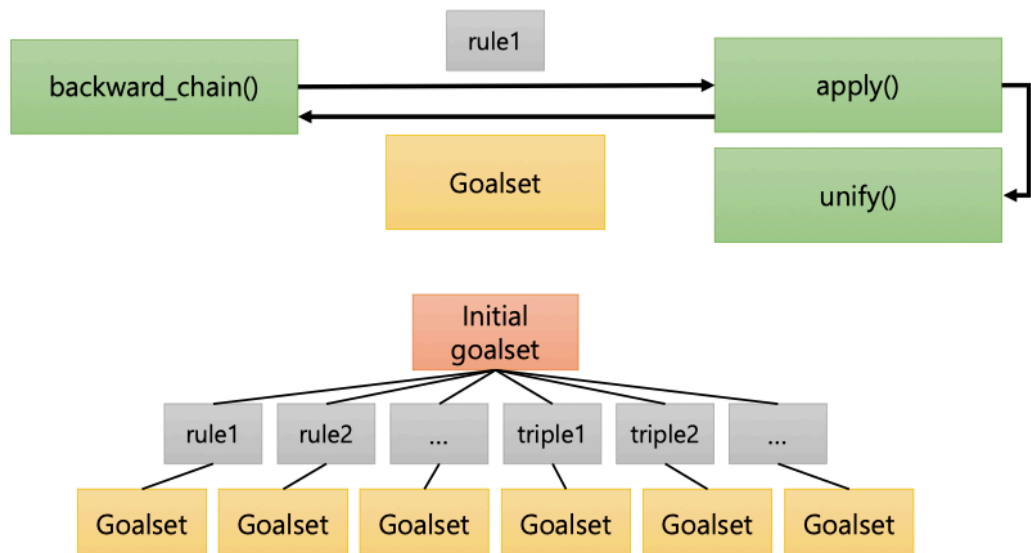 rule1
backward_chain()
apply()
Goalset
unify()
Initial
goalset
rule1
rule2
...
triple1
triple2
...
Goalset
Goalset
Goalset
Goalset
Goalset
Goalset